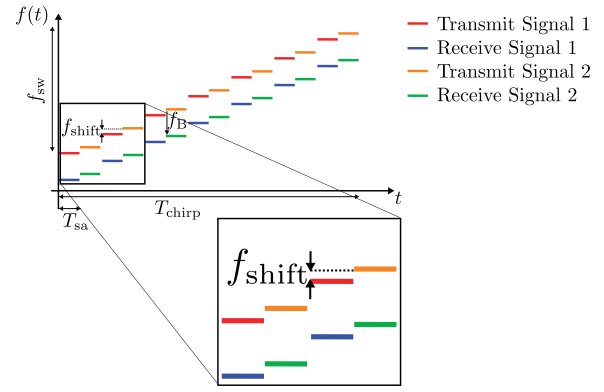 f(t)
Transmit Signal 1
Receive Signal 1
Transmit Signal 2
Receive Signal 2
f_sw
f_shift
f_B
t
T_sa
T_chirp
f_shift